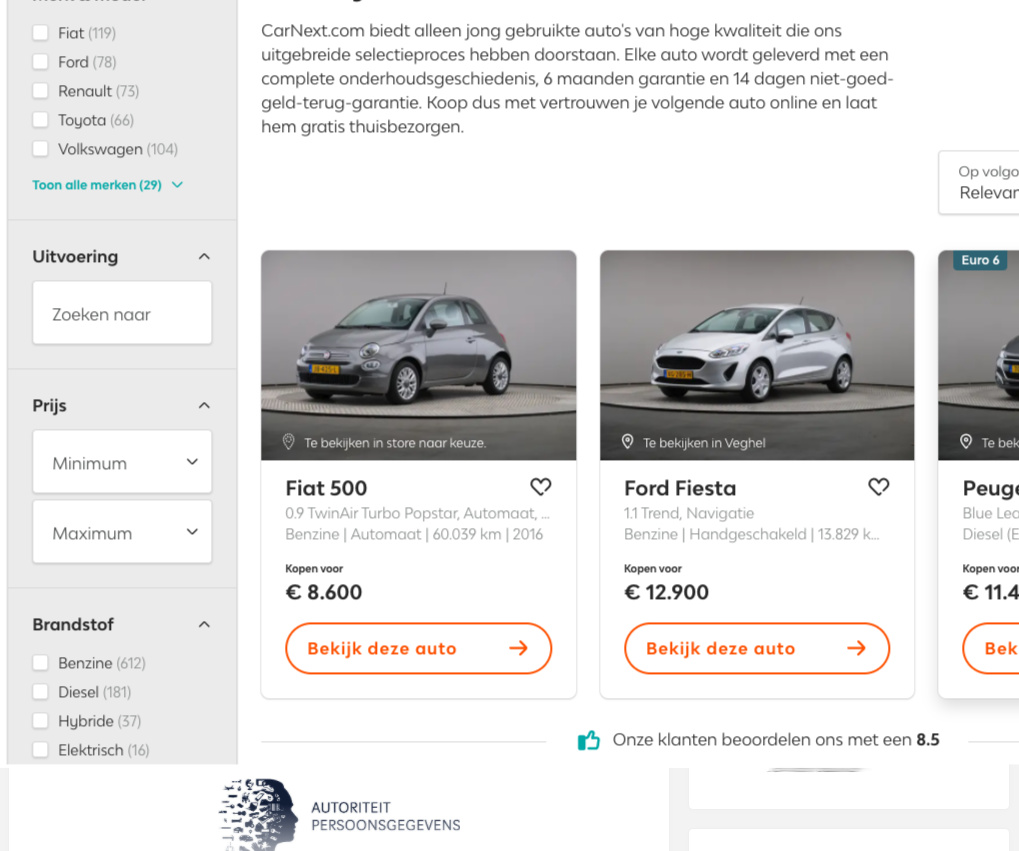 Fiat (119)
Ford (78)
Renault (73)
Toyota (66)
Volkswagen (104)
Toon alle merken (29)
Uitvoering
Zoeken naar
Prijs
Minimum
Maximum
Brandstof
Benzine (612)
Diesel (181)
Hybride (37)
Elektrisch (16)
CarNext.com biedt alleen jong gebruikte auto's van hoge kwaliteit die ons
uitgebreide selectieproces hebben doorstaan. Elke auto wordt geleverd met een
complete onderhoudsgeschiedenis, 6 maanden garantie en 14 dagen niet-goed-
geld-terug-garantie. Koop dus met vertrouwen je volgende auto online en laat
hem gratis thuisbezorgen.
Op volgo
Relevan
Te bekijken in store naar keuze.
Fiat 500
0.9 TwinAir Turbo Popstar, Automaat, ...
Benzine | Automaat | 60.039 km | 2016
Kopen voor
€ 8.600
Bekijk deze auto
Te bekijken in Veghel
Ford Fiesta
1.1 Trend, Navigatie
Benzine | Handgeschakeld | 13.829 k...
Kopen voor
€ 12.900
Bekijk deze auto
Euro 6
Te bek
Peuge
Blue Lea
Diesel (E
Kopen voor
€ 11.4
Bek
Onze klanten beoordelen ons met een 8.5
AUTORITEIT
PERSOONSGEGEVENS